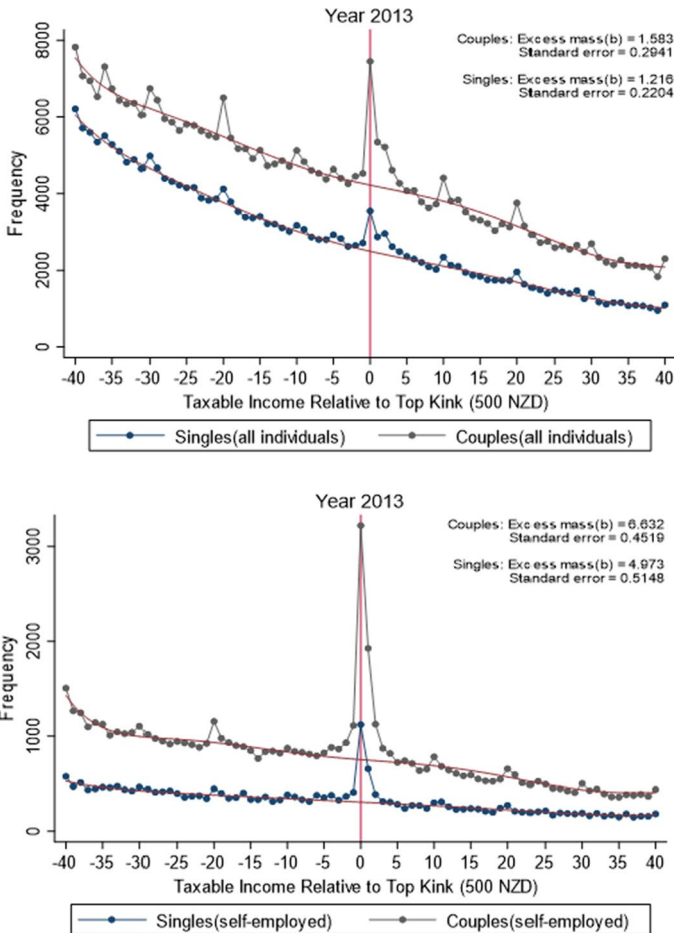 Year 2013
Couples: Excess mass(b) = 1.583
Standard error = 0.2941
Singles: Excess mass(b) = 1.216
Standard error = 0.2204
Frequency
8000
6000
4000
2000
0
-40 -35 -30 -25 -20 -15 -10 -5 0 5 10 15 20 25 30 35 40
Taxable Income Relative to Top Kink (500 NZD)
Singles(all individuals) Couples(all individuals)
Year 2013
Couples: Excess mass(b) = 6.632
Standard error = 0.4519
Singles: Excess mass(b) = 4.973
Standard error = 0.5148
Frequency
3000
2000
1000
0
-40 -35 -30 -25 -20 -15 -10 -5 0 5 10 15 20 25 30 35 40
Taxable Income Relative to Top Kink (500 NZD)
Singles(self-employed) Couples(self-employed)